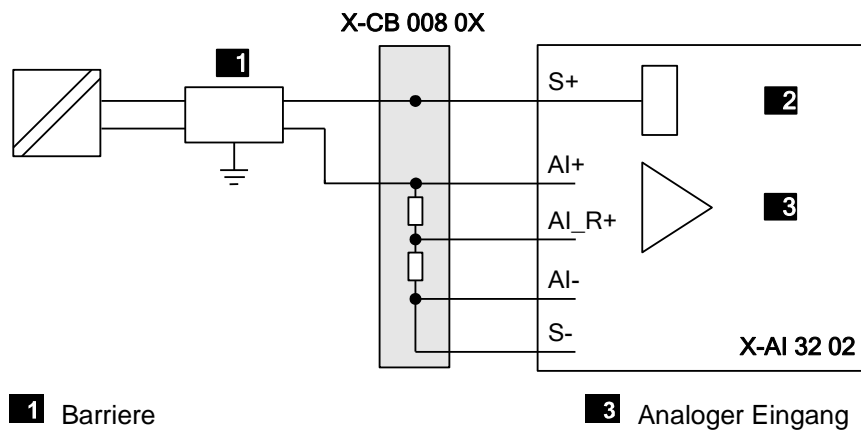 X-CB 008 0X
1
S+
2
AI+
3
AI_R+
AI-
S-
X-AI 32 02
1 Barriere
3 Analoger Eingang